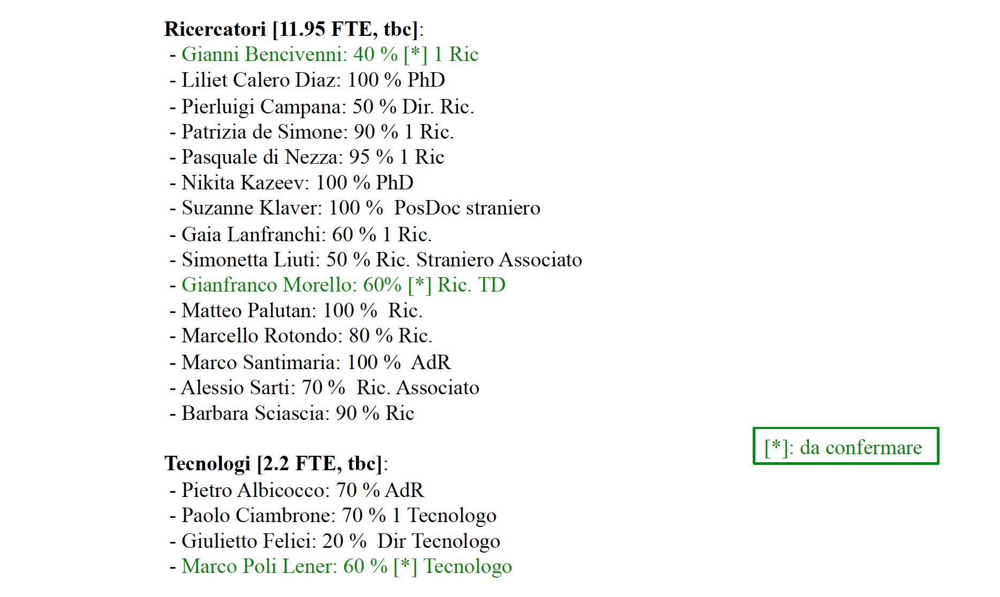 Ricercatori [11.95 FTE, tbc]:
- Gianni Bencivenni: 40 % [*] 1 Ric
- Liliet Calero Diaz: 100 % PhD
- Pierluigi Campana: 50 % Dir. Ric.
- Patrizia de Simone: 90 % 1 Ric.
- Pasquale di Nezza: 95 % 1 Ric
- Nikita Kazeev: 100 % PhD
- Suzanne Klaver: 100 % PosDoc straniero
- Gaia Lanfranchi: 60 % 1 Ric.
- Simonetta Liuti: 50 % Ric. Straniero Associato
- Gianfranco Morello: 60% [*] Ric. TD
- Matteo Palutan: 100 % Ric.
- Marcello Rotondo: 80 % Ric.
- Marco Santimaria: 100 % AdR
- Alessio Sarti: 70 % Ric. Associato
- Barbara Sciascia: 90 % Ric
[*]: da confermare
Tecnologi [2.2 FTE, tbc]:
- Pietro Albicocco: 70 % AdR
- Paolo Ciambrone: 70 % 1 Tecnologo
- Giulietto Felici: 20 % Dir Tecnologo
- Marco Poli Lener: 60 % [*] Tecnologo